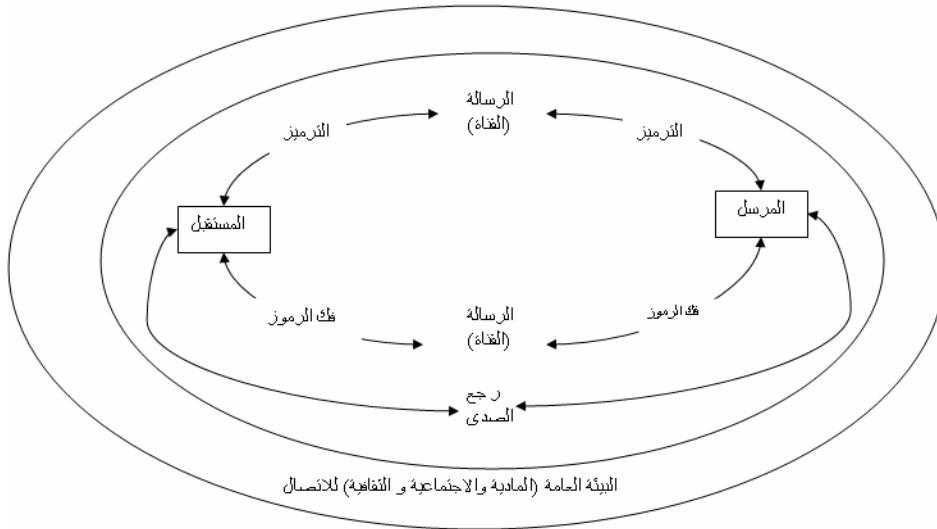 الرسالة
(القناة)
الترميز
الترميز
المرسل
المستقبل
فك الرموز
فك الرموز
الرسالة
(القناة)
رجع
الصدى
البيئة العامة (المادية والاجتماعية و الثقافية) للاتصال